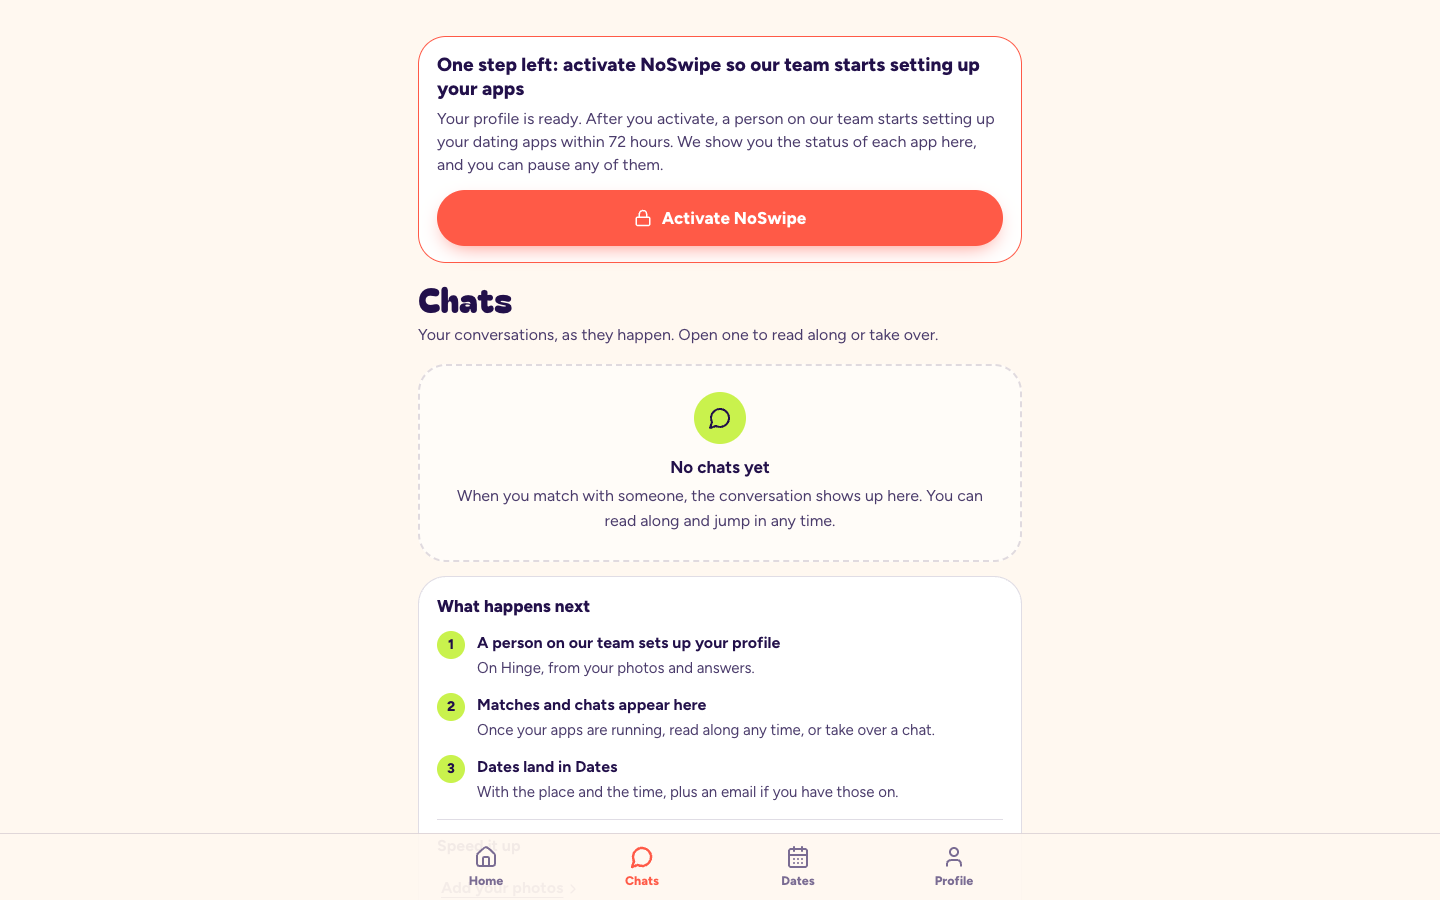 One step left: activate NoSwipe so our team starts setting up
your apps
Your profile is ready. After you activate, a person on our team starts setting up
your dating apps within 72 hours. We show you the status of each app here,
and you can pause any of them.
Activate NoSwipe
Chats
Your conversations, as they happen. Open one to read along or take over.
No chats yet
When you match with someone, the conversation shows up here. You can
read along and jump in any time.
What happens next
1 A person on our team sets up your profile
On Hinge, from your photos and answers.
2 Matches and chats appear here
Once your apps are running, read along any time, or take over a chat.
3 Dates land in Dates
With the place and the time, plus an email if you have those on.
Speed it up
Add your photos
Home
Chats
Dates
Profile